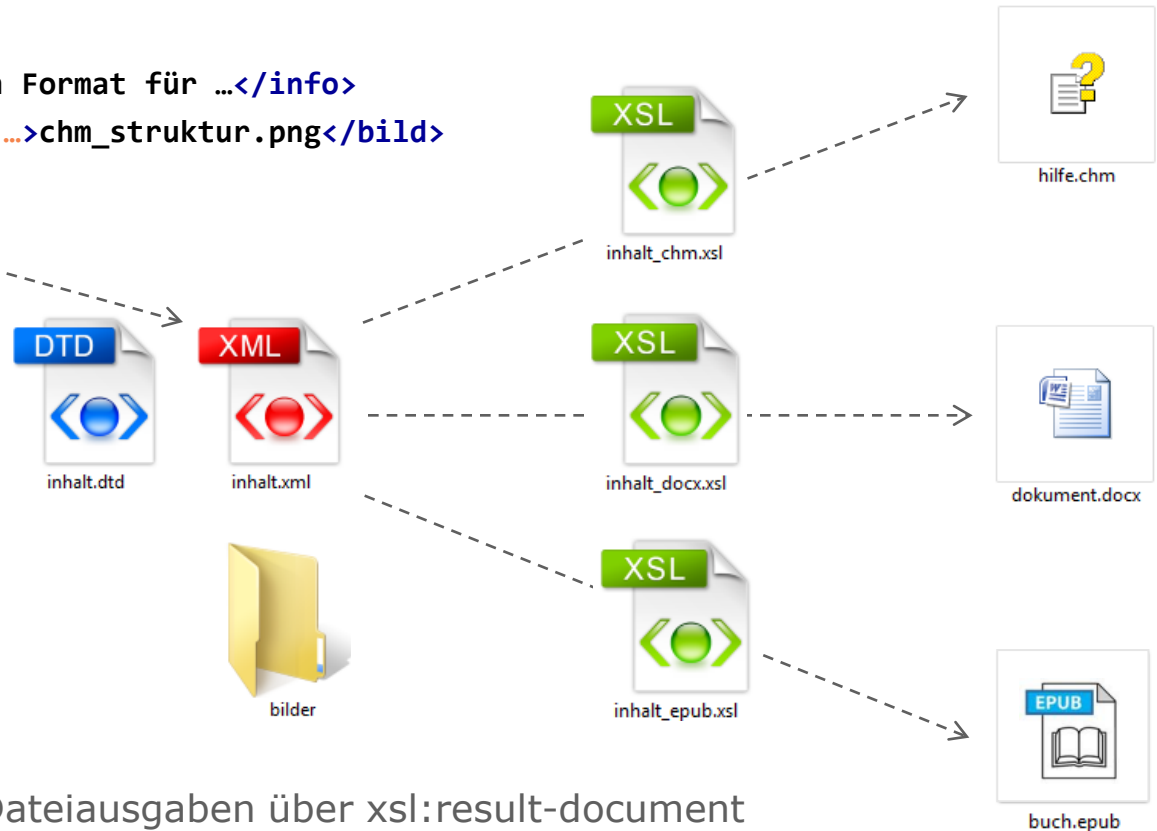 Format für …</info>
…>chm_struktur.png</bild>
XSL
inhalt_chm.xsl
hilfe.chm
DTD
inhalt.dtd
XML
inhalt.xml
XSL
inhalt_docx.xsl
W
dokument.docx
bilder
XSL
inhalt_epub.xsl
EPUB
buch.epub
Dateiausgaben über xsl:result-document